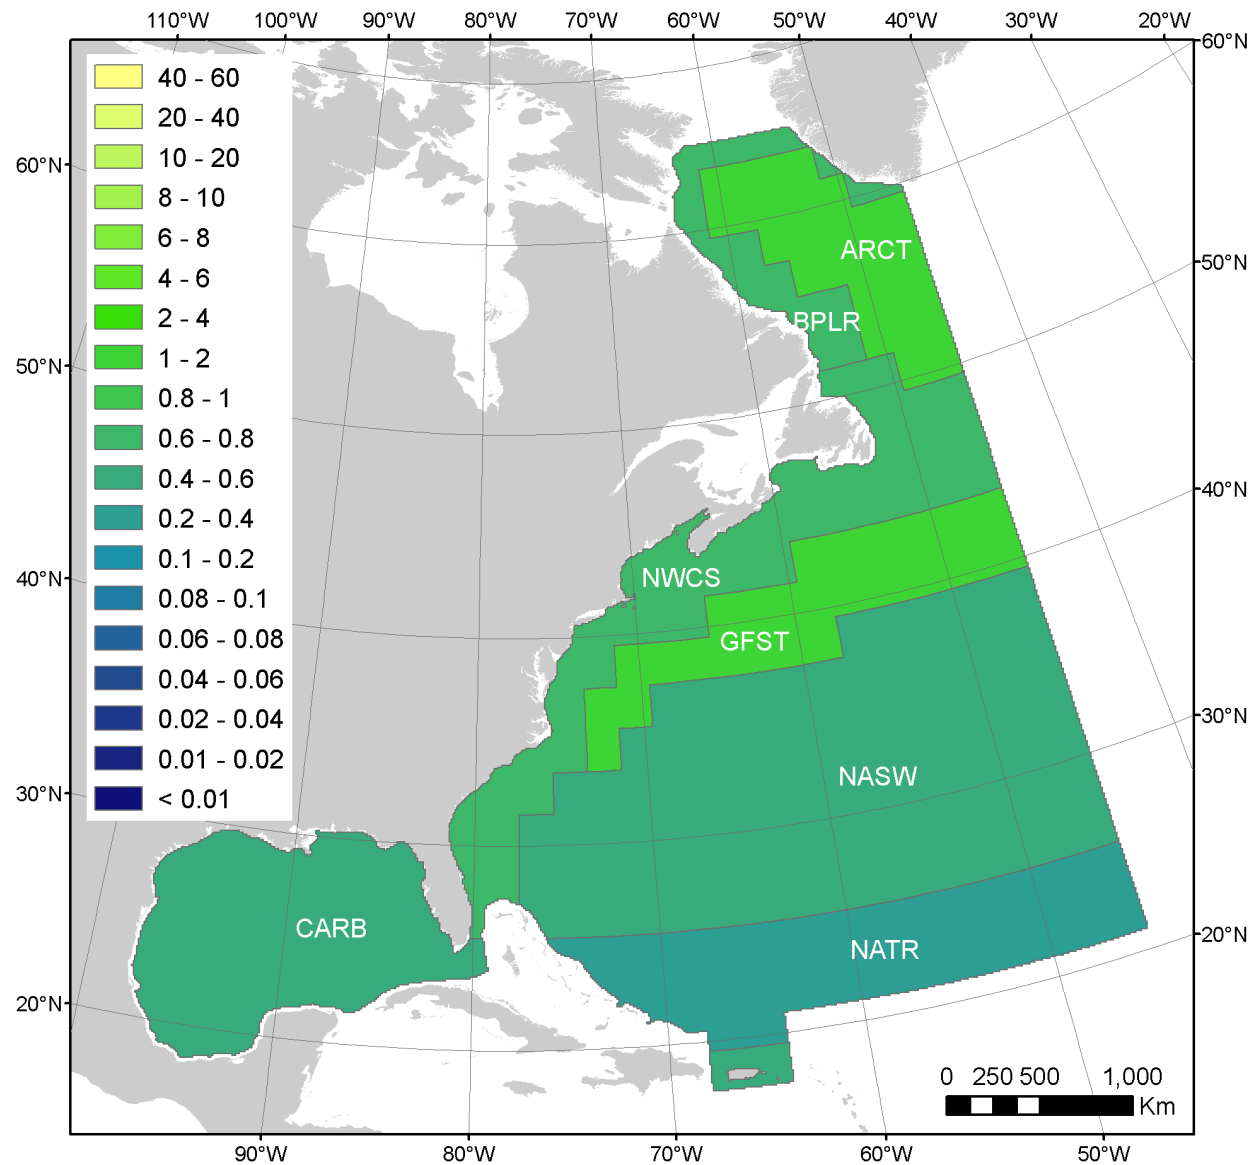 110°W 100°W 90°W 80°W 70°W 60°W 50°W 40°W 30°W 20°W
60°N
60°N
50°N
50°N
40°N
40°N
30°N
30°N
20°N
20°N
40 - 60
20 - 40
10 - 20
8 - 10
6 - 8
4 - 6
2 - 4
1 - 2
0.8 - 1
0.6 - 0.8
0.4 - 0.6
0.2 - 0.4
0.1 - 0.2
0.08 - 0.1
0.06 - 0.08
0.04 - 0.06
0.02 - 0.04
0.01 - 0.02
< 0.01
ARCT
BPLR
NWCS
GFST
NASW
CARB
NATR
0 250 500 1,000
Km
90°W 80°W 70°W 60°W 50°W